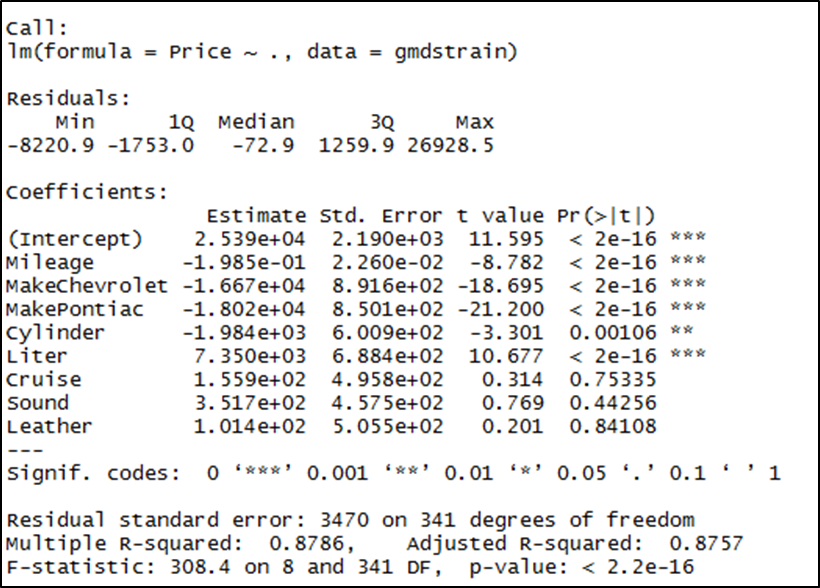 Call:
lm(formula = Price ~ ., data = gmdstrain)
Residuals:
Min 1Q Median 3Q Max
-8220.9 -1753.0 -72.9 1259.9 26928.5
Coefficients:
Estimate Std. Error t value Pr(>|t|)
(Intercept) 2.539e+04 2.190e+03 11.595 < 2e-16 ***
Mileage -1.985e-01 2.260e-02 -8.782 < 2e-16 ***
MakeChevrolet -1.667e+04 8.916e+02 -18.695 < 2e-16 ***
MakePontiac -1.802e+04 8.501e+02 -21.200 < 2e-16 ***
Cylinder -1.984e+03 6.009e+02 -3.301 0.00106 **
Liter 7.350e+03 6.884e+02 10.677 < 2e-16 ***
Cruise 1.559e+02 4.958e+02 0.314 0.75335
Sound 3.517e+02 4.575e+02 0.769 0.44256
Leather 1.014e+02 5.055e+02 0.201 0.84108
---
Signif. codes: 0 ‘***’ 0.001 ‘**’ 0.01 ‘*’ 0.05 ‘.’ 0.1 ‘ ’ 1
Residual standard error: 3470 on 341 degrees of freedom
Multiple R-squared: 0.8786, Adjusted R-squared: 0.8757
F-statistic: 308.4 on 8 and 341 DF, p-value: < 2.2e-16